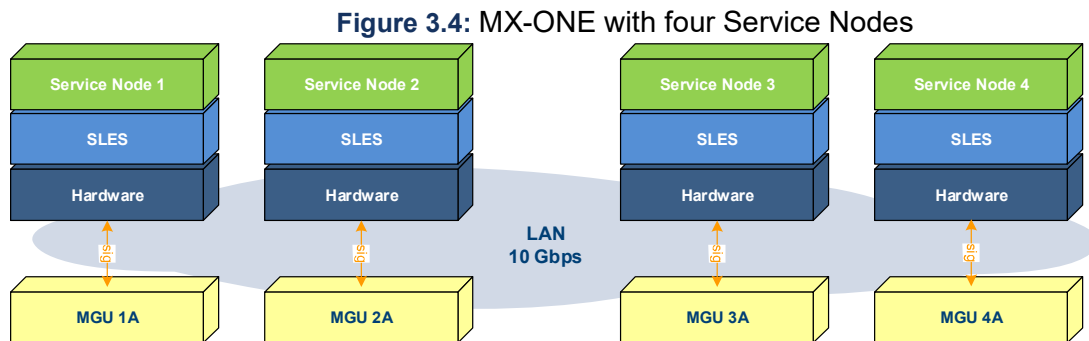 Figure 3.4: MX-ONE with four Service Nodes
Service Node 1
Service Node 2
Service Node 3
Service Node 4
SLES
SLES
SLES
SLES
Hardware
Hardware
Hardware
Hardware
LAN
10 Gbps
sig
sig
sig
sig
MGU 1A
MGU 2A
MGU 3A
MGU 4A